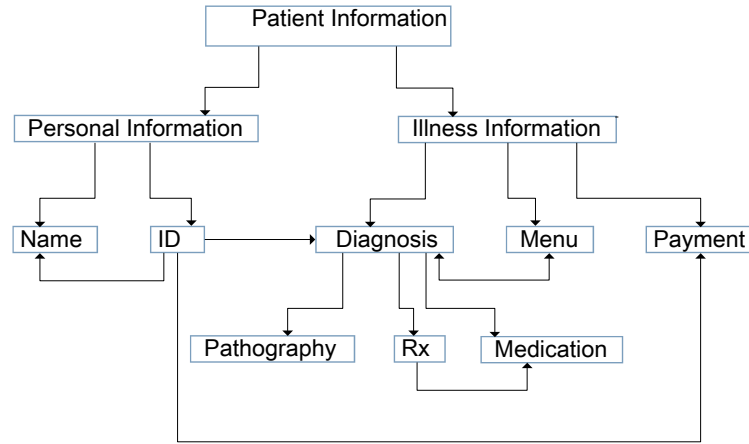 Patient Information
Personal Information
Illness Information
Name
ID
Diagnosis
Menu
Payment
Pathography
Rx
Medication